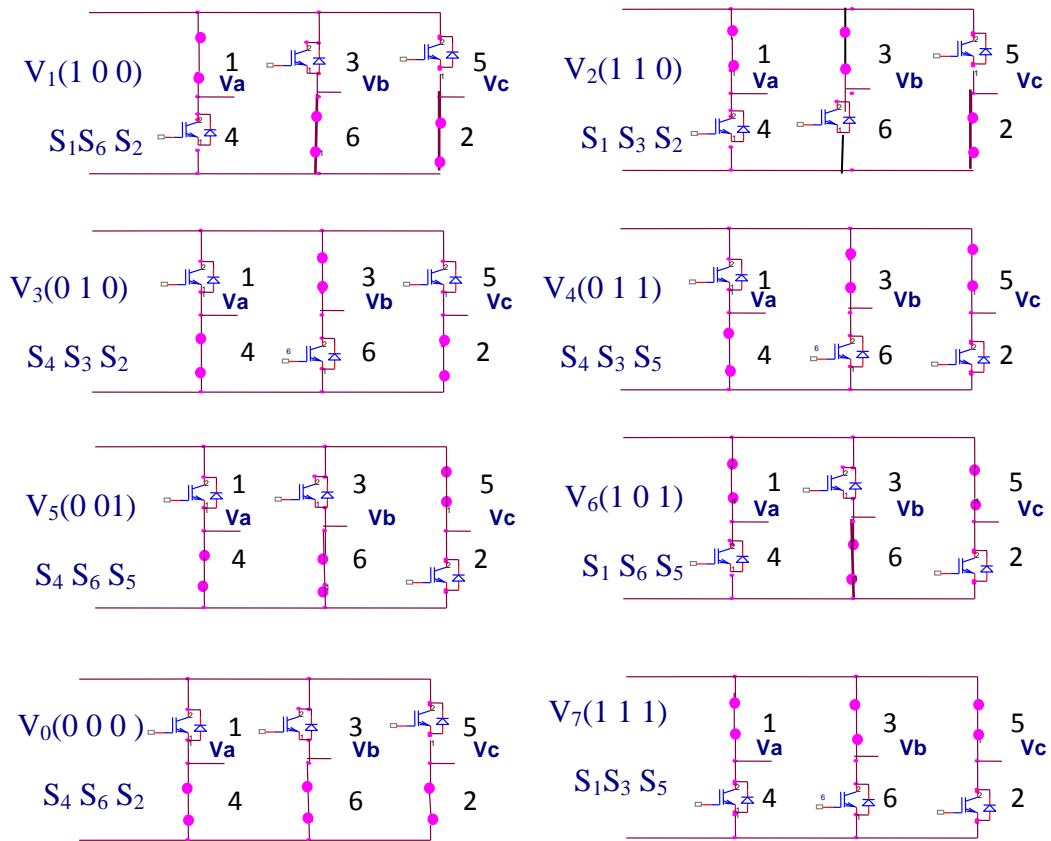 V₁(1 0 0)
S₁S₆ S₂
1
3
5
Va
Vb
Vc
4
6
2
V₂(1 1 0)
S₁ S₃ S₂
1
3
5
Va
Vb
Vc
4
6
2
V₃(0 1 0)
S₄ S₃ S₂
1
3
5
Va
Vb
Vc
4
6
2
V₄(0 1 1)
S₄ S₃ S₅
1
3
5
Va
Vb
Vc
4
6
2
V₅(0 01)
S₄ S₆ S₅
1
3
5
Va
Vb
Vc
4
6
2
V₆(1 0 1)
S₁ S₆ S₅
1
3
5
Va
Vb
Vc
4
6
2
V₀(0 0 0 )
S₄ S₆ S₂
1
3
5
Va
Vb
Vc
4
6
2
V₇(1 1 1)
S₁S₃ S₅
1
3
5
Va
Vb
Vc
4
6
2